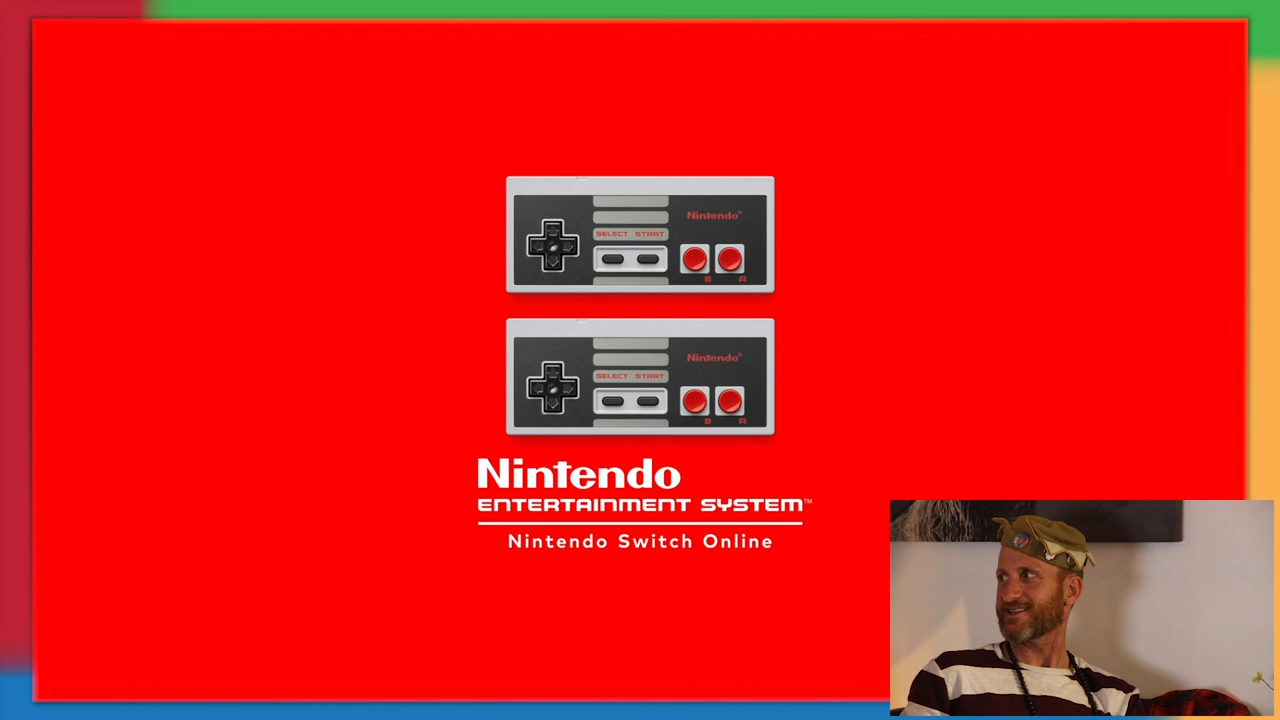 Nintendo®
SELECT START
B A
Nintendo®
SELECT START
B A
Nintendo
ENTERTAINMENT SYSTEM™
Nintendo Switch Online